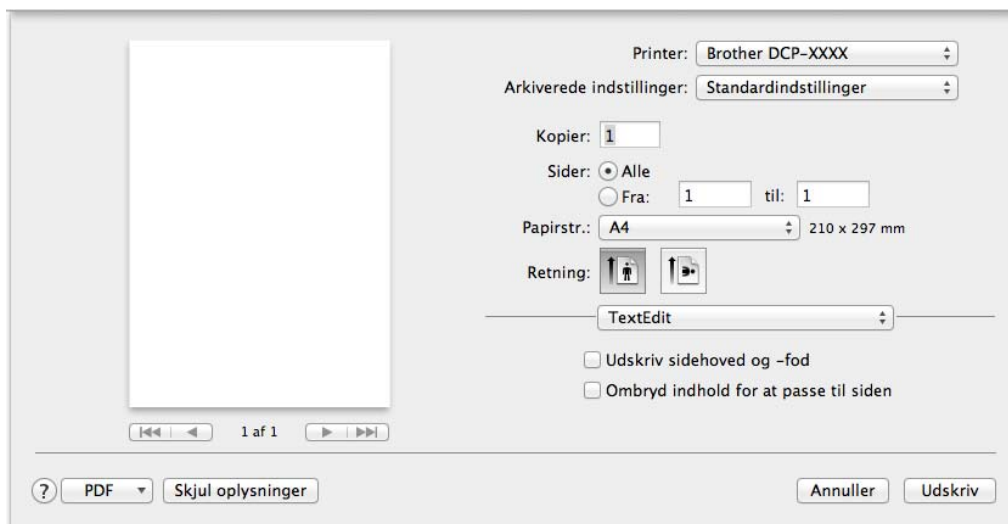 Printer: Brother DCP-XXXX
Arkiverede indstillinger: Standardindstillinger
Kopier: 1
Sider: Alle
Fra: 1 til: 1
Papirstr.: A4 210 x 297 mm
Retning:
TextEdit
Udskriv sidehoved og -fod
Ombryd indhold for at passe til siden
1 af 1
? PDF Skjul oplysninger Annuller Udskriv